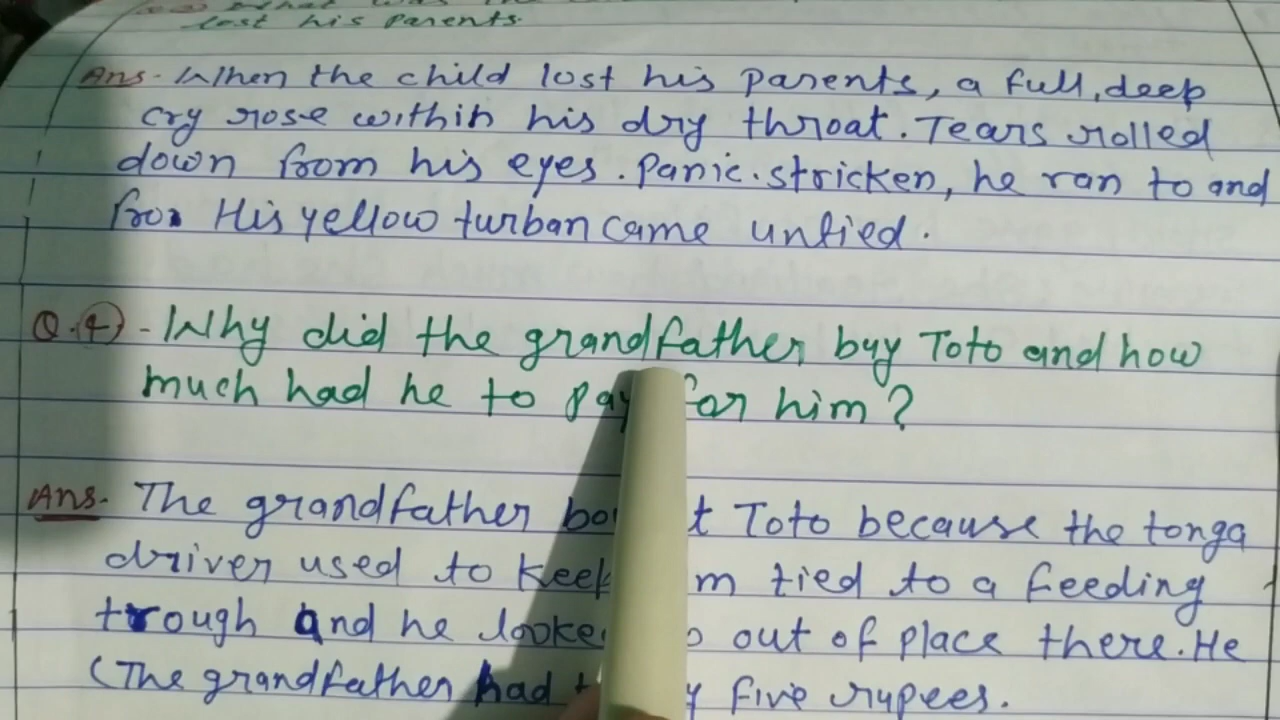 lost his parents.
Ans- When the child lost his parents, a full, deep
cry rose within his dry throat. Tears rolled
down from his eyes. Panic-stricken, he ran to and
fro. His yellow turban came untied.
Q.4 - Why did the grandfather buy Toto and how
much had he to pay for him?
Ans- The grandfather Toto because the tonga
driver used to tied to a feeding
trough and he out of place there. He
(The grandfather had five rupees.